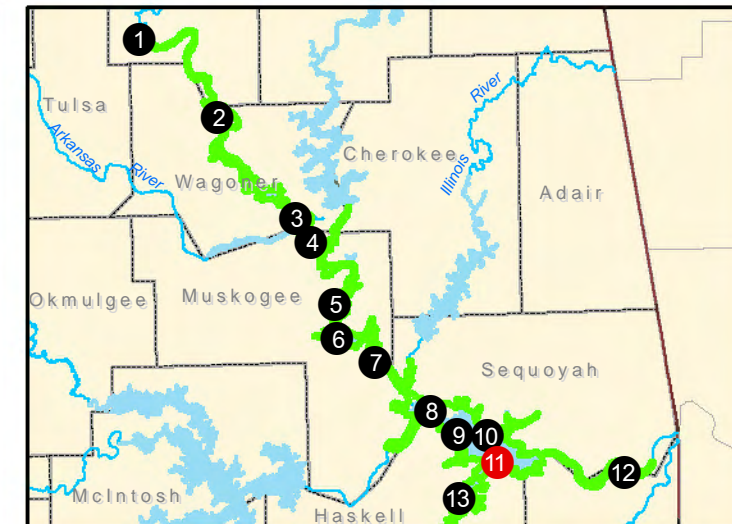 1
River
Tulsa
2
Cherokee
Arkansas
River
Illinois
Wagoner
Adair
3
4
Okmulgee
Muskogee
5
6
7
Sequoyah
8
9
10
11
12
McIntosh
13
Haskell